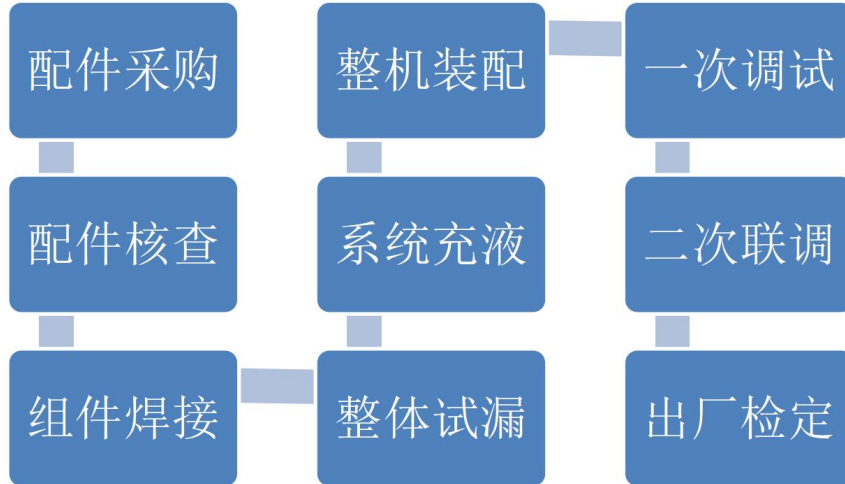 配件采购
配件核查
组件焊接
整体试漏
系统充液
整机装配
一次调试
二次联调
出厂检定